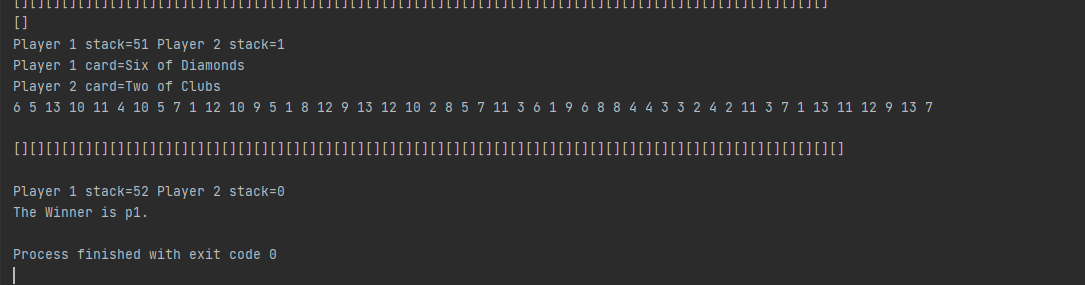 [][][][][][][][][][][][][][][][][][][][][][][][][][][][][][][][][][][][][][][][][][][][][][][][][][][]
[]
Player 1 stack=51 Player 2 stack=1
Player 1 card=Six of Diamonds
Player 2 card=Two of Clubs
6 5 13 10 11 4 10 5 7 1 12 10 9 5 1 8 12 9 13 12 10 2 8 5 7 11 3 6 1 9 6 8 8 4 4 3 3 2 4 2 11 3 7 1 13 11 12 9 13 7
[][][][][][][][][][][][][][][][][][][][][][][][][][][][][][][][][][][][][][][][][][][][][][][][][][][][]
Player 1 stack=52 Player 2 stack=0
The Winner is p1.
Process finished with exit code 0